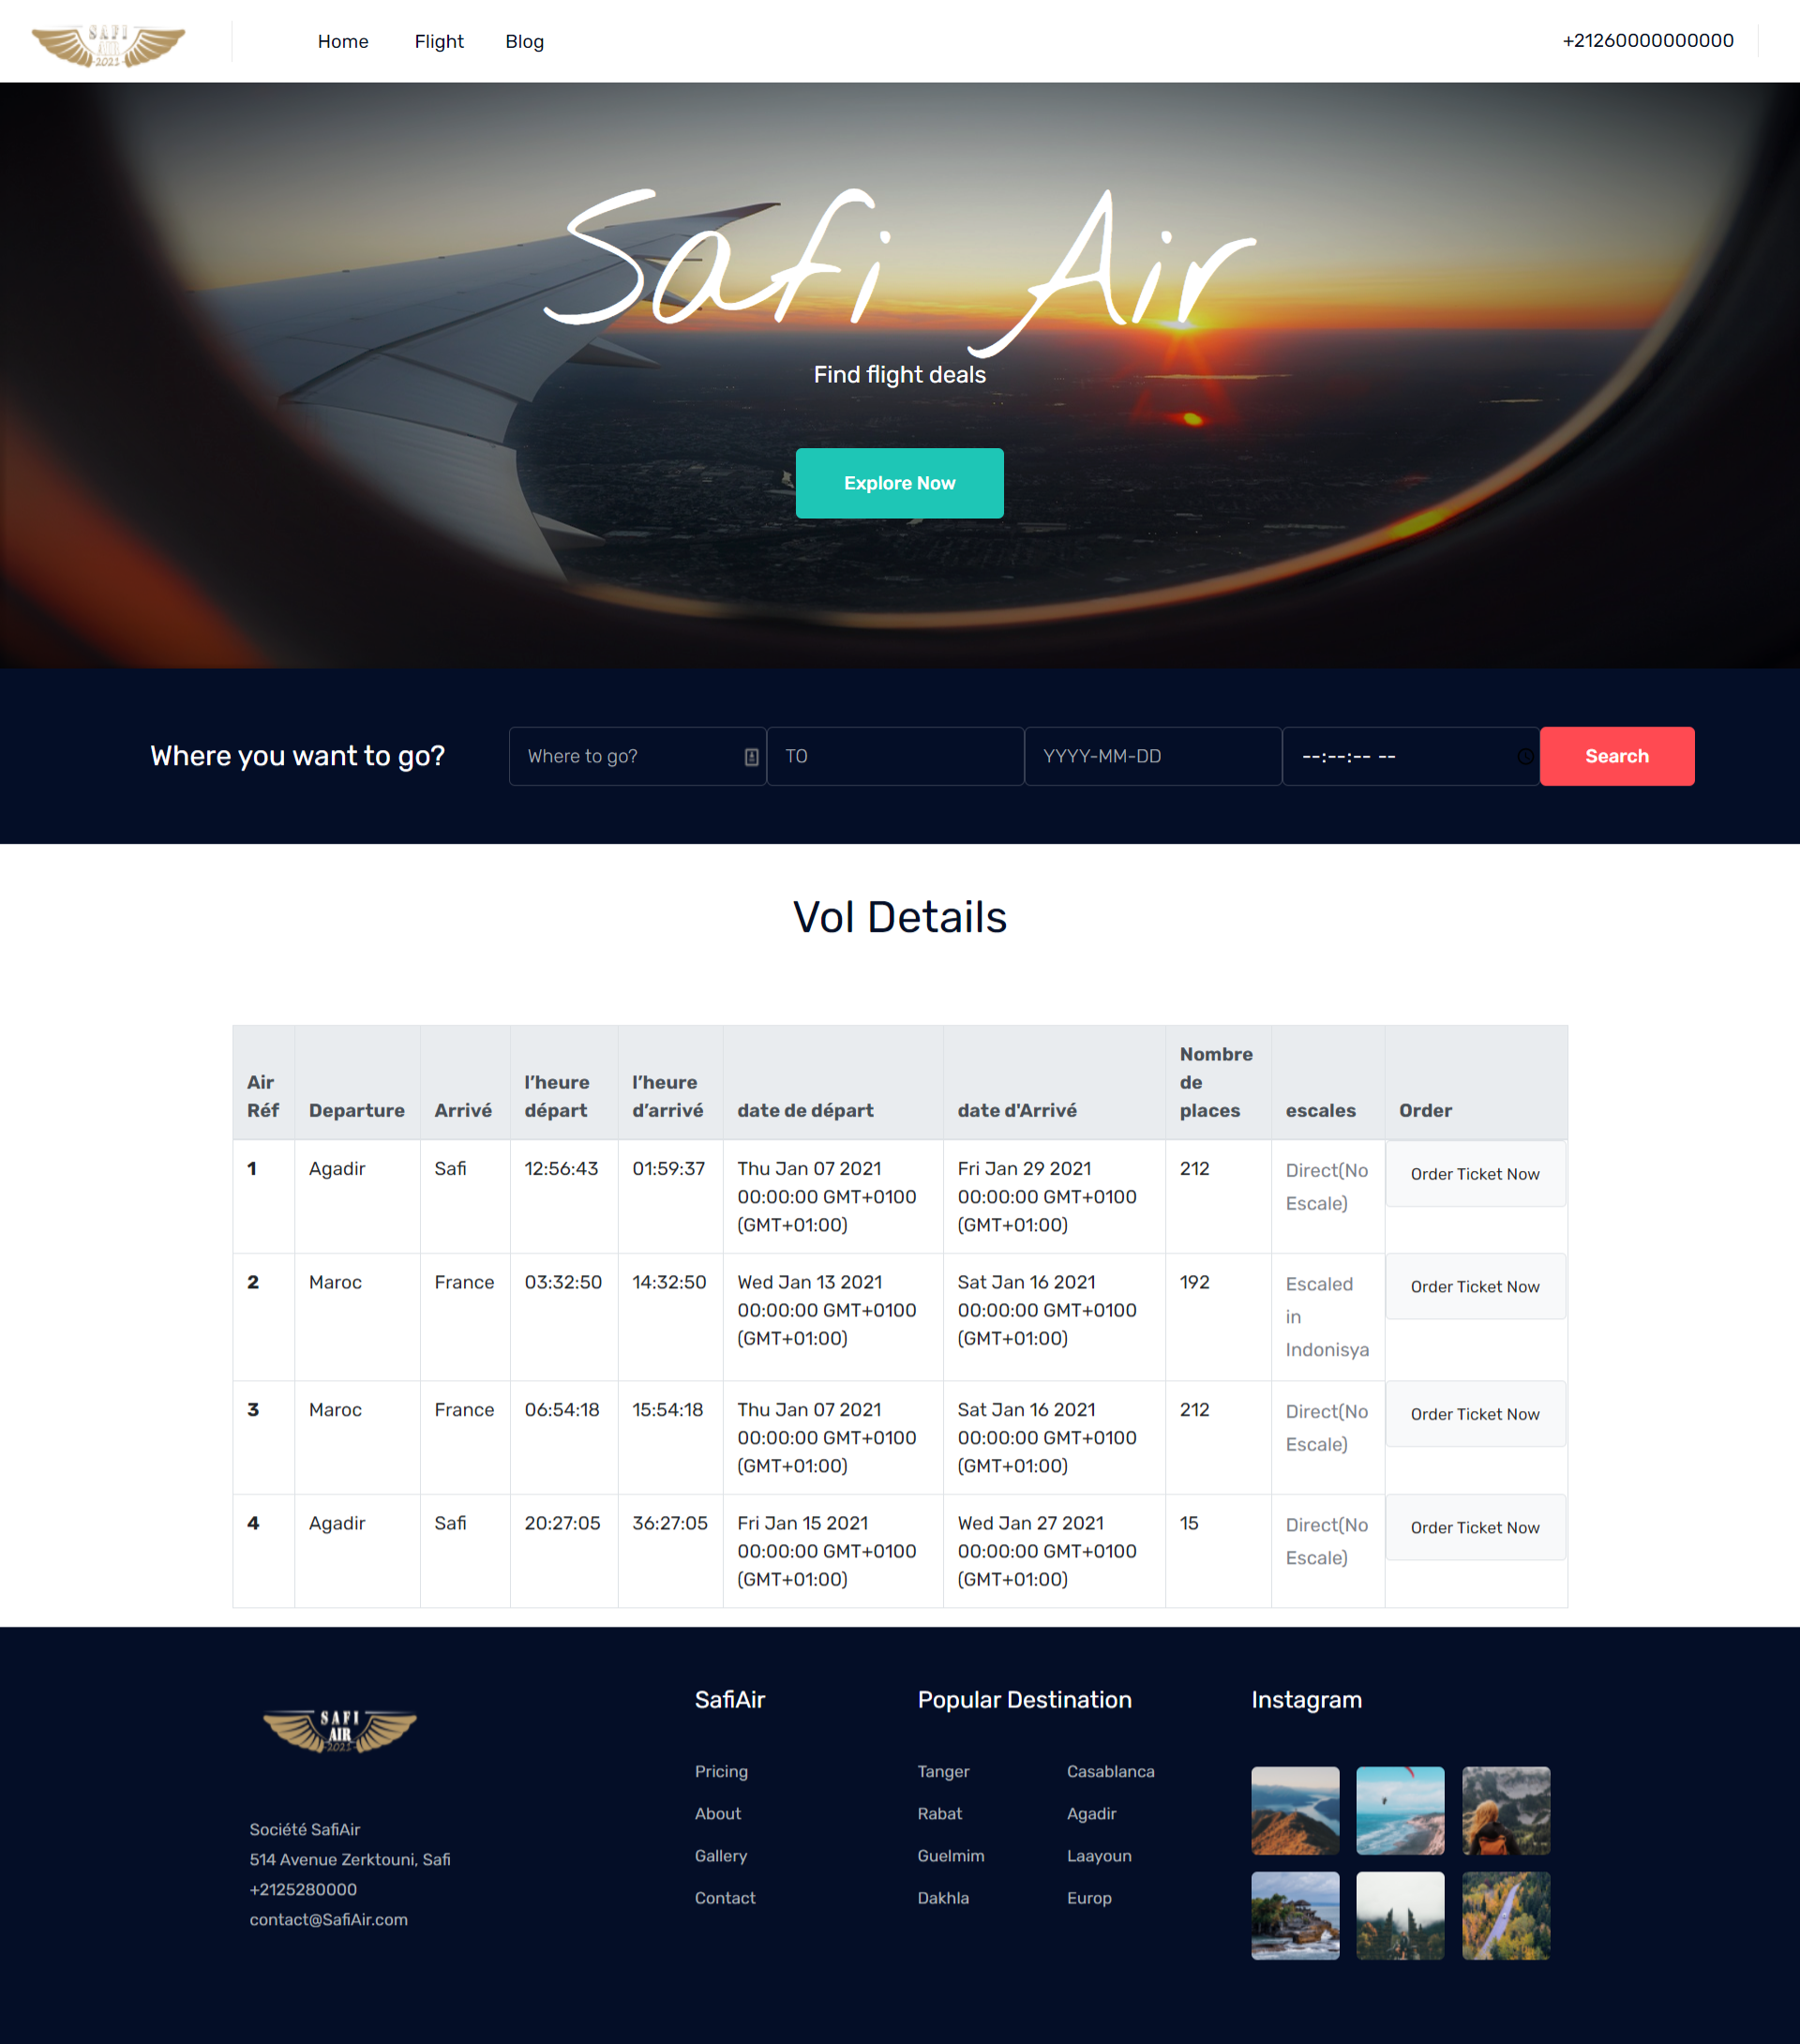 SAFI
AIR
-2021-
Home
Flight
Blog
+21260000000000
Safi Air
Find flight deals
Explore Now
Where you want to go?
Where to go?
TO
YYYY-MM-DD
--:--:-- --
Search
Vol Details
Air Réf
Departure
Arrivé
l’heure départ
l’heure d’arrivé
date de départ
date d'Arrivé
Nombre de places
escales
Order
1
Agadir
Safi
12:56:43
01:59:37
Thu Jan 07 2021
00:00:00 GMT+0100
(GMT+01:00)
Fri Jan 29 2021
00:00:00 GMT+0100
(GMT+01:00)
212
Direct(No
Escale)
Order Ticket Now
2
Maroc
France
03:32:50
14:32:50
Wed Jan 13 2021
00:00:00 GMT+0100
(GMT+01:00)
Sat Jan 16 2021
00:00:00 GMT+0100
(GMT+01:00)
192
Escaled
in
Indonisya
Order Ticket Now
3
Maroc
France
06:54:18
15:54:18
Thu Jan 07 2021
00:00:00 GMT+0100
(GMT+01:00)
Sat Jan 16 2021
00:00:00 GMT+0100
(GMT+01:00)
212
Direct(No
Escale)
Order Ticket Now
4
Agadir
Safi
20:27:05
36:27:05
Fri Jan 15 2021
00:00:00 GMT+0100
(GMT+01:00)
Wed Jan 27 2021
00:00:00 GMT+0100
(GMT+01:00)
15
Direct(No
Escale)
Order Ticket Now
SAFI
AIR
-2021-
Société SafiAir
514 Avenue Zerktouni, Safi
+2125280000
contact@SafiAir.com
SafiAir
Pricing
About
Gallery
Contact
Popular Destination
Tanger
Rabat
Guelmim
Dakhla
Casablanca
Agadir
Laayoun
Europ
Instagram